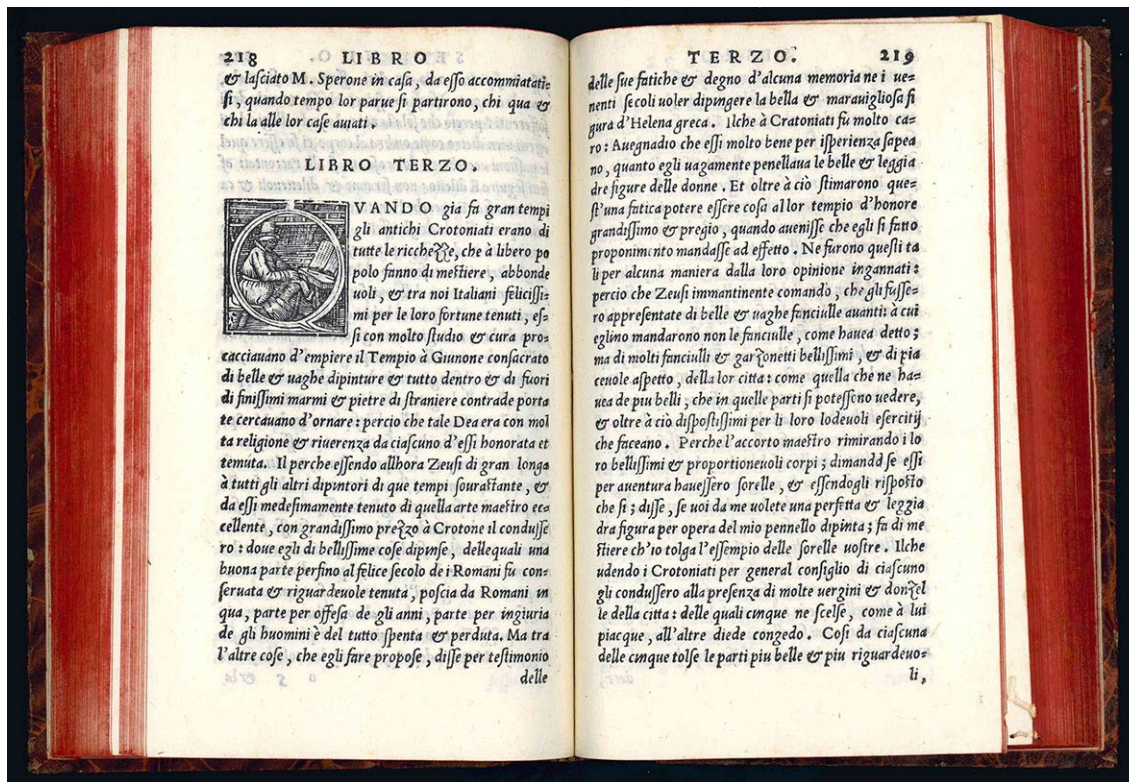 218 LIBRO
& lasciato M. Sperone in casa, da esso accommiatati=
si, quando tempo lor parue si partirono, chi qua &
chi la alle lor case auiati.
LIBRO TERZO.
QVANDO gia fa gran tempi
gli antichi Crotoniati erano di
tutte le ricchezze, che à libero po
polo fanno di mestiere, abbonde
uoli, & tra noi Italiani felicissi=
mi per le loro fortune tenuti, es=
si con molto studio & cura pro=
cacciauano d'empiere il Tempio à Giunone consacrato
di belle & uaghe dipinture & tutto dentro & di fuori
di finissimi marmi & pietre di straniere contrade porta
te cercauano d'ornare: percio che tale Dea era con mol
ta religione & riuerenza da ciascuno d'essi honorata et
temuta. Il perche essendo allhora Zeusi di gran longa
à tutti gli altri dipintori di que tempi sourastante, &
da essi medesimamente tenuto di quella arte maestro ec=
cellente, con grandissimo prezzo à Crotone il condusse
ro: doue egli di bellissime cose dipinse, dellequali una
buona parte perfino al felice secolo de i Romani fu con=
seruata & riguardeuole tenuta, poscia da Romani in
qua, parte per offesa de gli anni, parte per ingiuria
de gli huomini è del tutto spenta & perduta. Ma tra
l'altre cose, che egli fare propose, disse per testimonio
delle
TERZO. 219
delle sue fatiche & degno d'alcuna memoria ne i ue=
nenti secoli uoler dipingere la bella & marauigliosa fi
gura d'Helena greca. Ilche à Cratoniati fù molto ca=
ro: Auegnadio che essi molto bene per isperienza sapea
no, quanto egli uagamente penellaua le belle & leggia
dre figure delle donne. Et oltre à ciò stimarono que=
st'una fatica potere essere cosa al lor tempio d'honore
grandissimo & pregio, quando auenisse che egli si fatto
proponimento mandasse ad effetto. Ne furono questi ta
li per alcuna maniera dalla loro opinione ingannati:
percio che Zeusi immantinente comandò, che gli fusse=
ro appresentate di belle & uaghe fanciulle auanti: à cui
eglino mandarono non le fanciulle, come hauea detto;
ma di molti fanciulli & garzonetti bellissimi, & di pia
ceuole aspetto, della lor citta: come quella che ne ha=
uea de piu belli, che in quelle parti si potesseno uedere,
& oltre à ciò dispostissimi per li loro lodeuoli esercitij
che faceano. Perche l'accorto maestro rimirando i lo
ro bellissimi & proportioneuoli corpi; dimandò se essi
per auentura hauessero sorelle, & essendogli risposto
che si; disse, se uoi da me uolete una perfetta & leggia
dra figura per opera del mio pennello dipinta; fa di me
stiere ch'io tolga l'essempio delle sorelle uostre. Ilche
udendo i Crotoniati per general consiglio di ciascuno
gli condussero alla presenza di molte uergini & donzel
le della citta: delle quali cinque ne scelse, come à lui
piacque, all'altre diede congedo. Cosi da ciascuna
delle cinque tolse le parti piu belle & piu riguardeuo=
li,